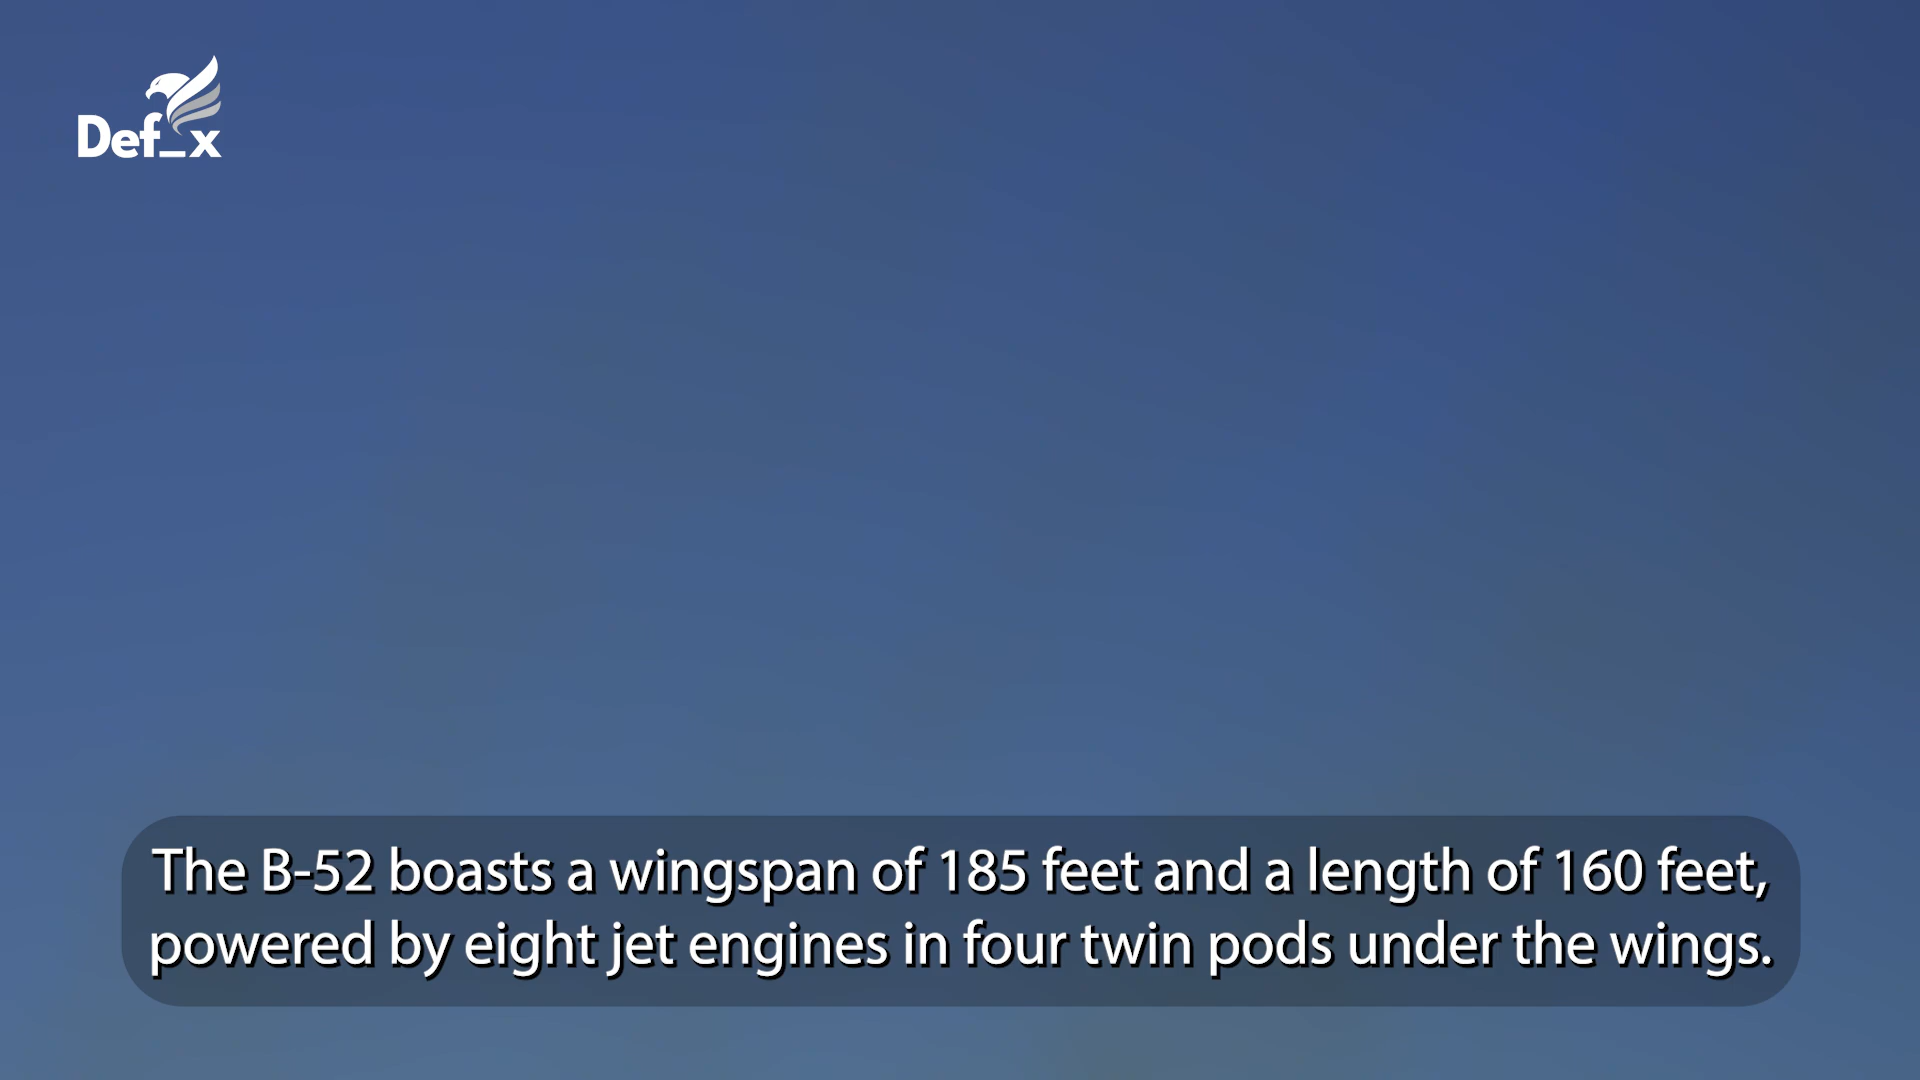 Def_x
The B-52 boasts a wingspan of 185 feet and a length of 160 feet,
powered by eight jet engines in four twin pods under the wings.